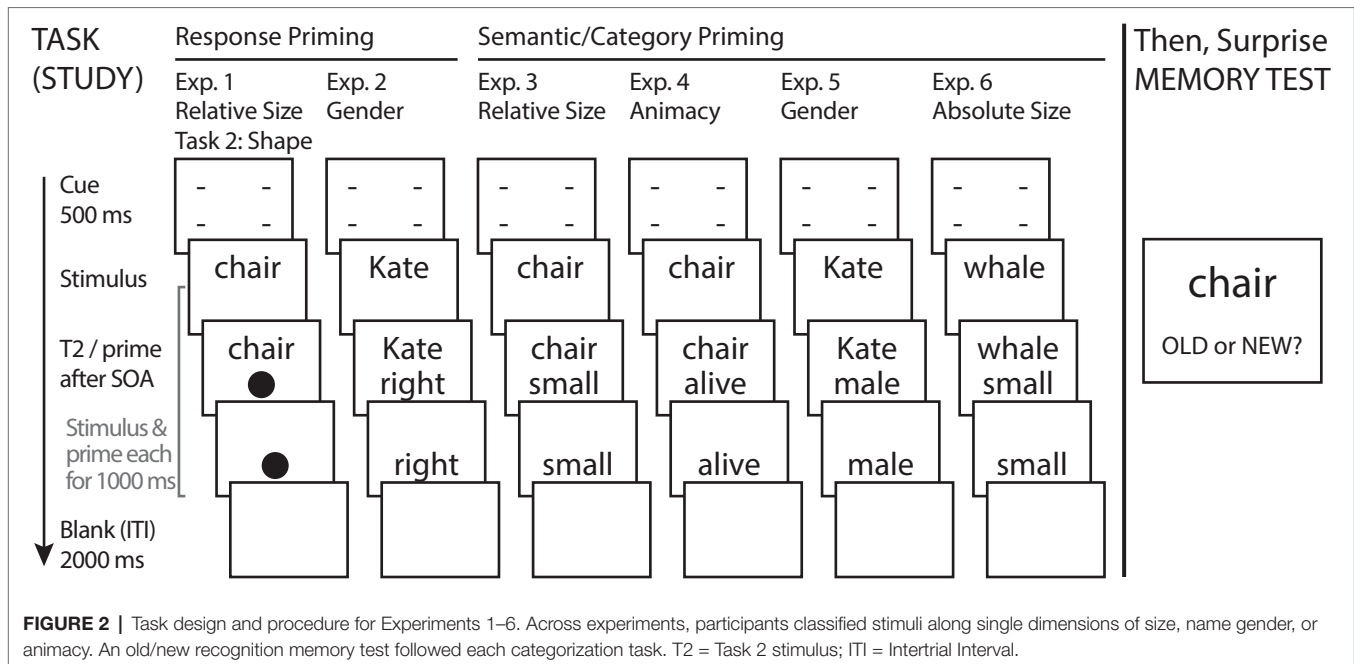 TASK
(STUDY)
Response Priming
Semantic/Category Priming
Then, Surprise
MEMORY TEST
Exp. 1
Relative Size
Task 2: Shape
Exp. 2
Gender
Exp. 3
Relative Size
Exp. 4
Animacy
Exp. 5
Gender
Exp. 6
Absolute Size
Cue
500 ms
- - - - - - - - - - - -
- - - - - - - - - - - -
Stimulus
chair Kate chair chair Kate whale
T2 / prime
after SOA
chair Kate chair chair Kate whale
right small alive male small
Stimulus &
prime each
for 1000 ms
right small alive male small
Blank (ITI)
2000 ms
chair
OLD or NEW?
FIGURE 2 | Task design and procedure for Experiments 1–6. Across experiments, participants classified stimuli along single dimensions of size, name gender, or
animacy. An old/new recognition memory test followed each categorization task. T2 = Task 2 stimulus; ITI = Intertrial Interval.